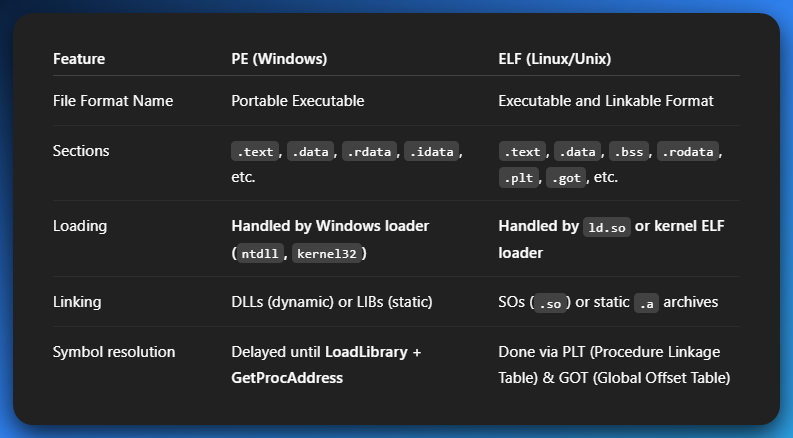 Feature PE (Windows) ELF (Linux/Unix)
File Format Name Portable Executable Executable and Linkable Format
Sections .text, .data, .rdata, .idata, .text, .data, .bss, .rodata,
etc. .plt, .got, etc.
Loading Handled by Windows loader Handled by ld.so or kernel ELF
(ntdll, kernel32) loader
Linking DLLs (dynamic) or LIBs (static) SOs (.so) or static .a archives
Symbol resolution Delayed until LoadLibrary + Done via PLT (Procedure Linkage
GetProcAddress Table) & GOT (Global Offset Table)